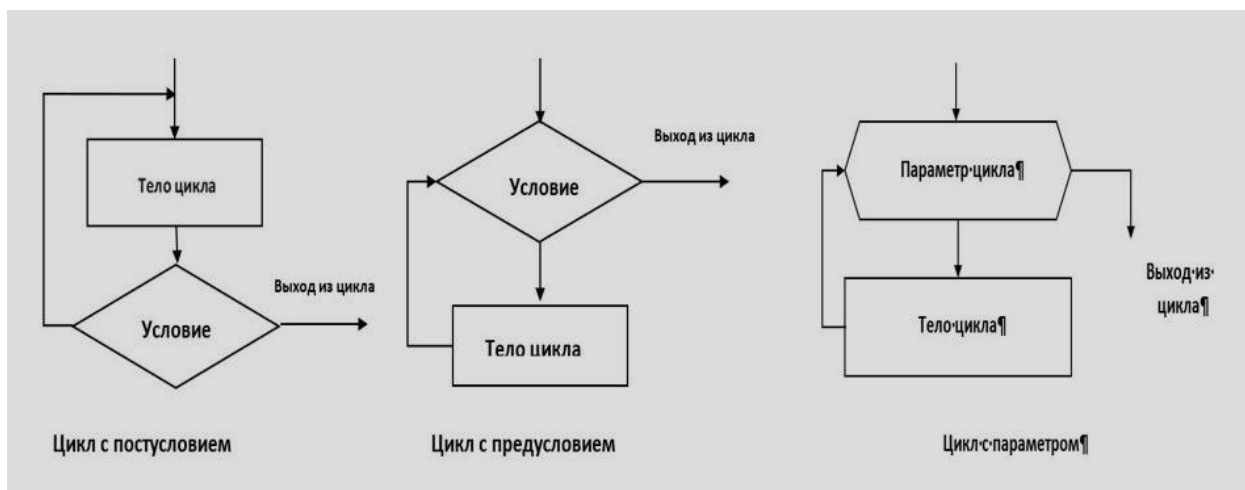 Тело цикла
Условие
Выход из цикла
Цикл с постусловием
Условие
Выход из цикла
Тело цикла
Цикл с предусловием
Параметр·цикла¶
Тело·цикла¶
Выход·из·
цикла¶
Цикл·с·параметром¶